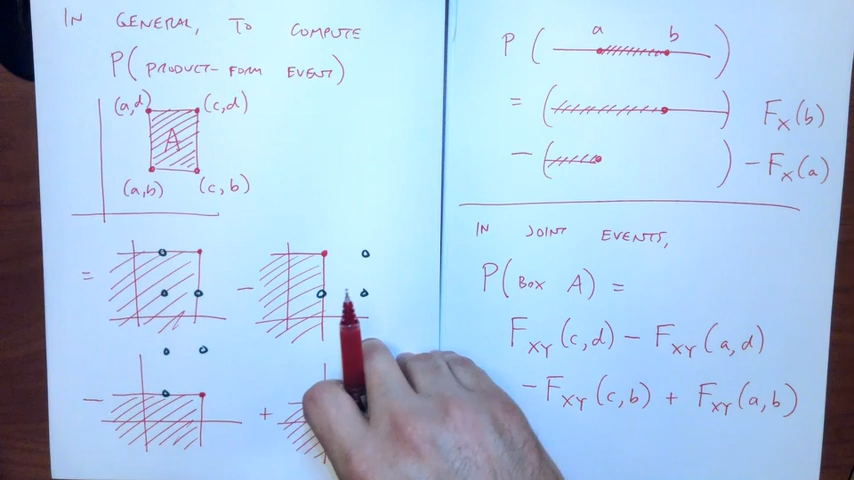 IN GENERAL, TO COMPUTE
P(PRODUCT-FORM EVENT)
(a,d) (c,d)
A
(a,b) (c,b)
= −
− +
P( a b )
= ( ) F_X(b)
− ( ) − F_X(a)
IN JOINT EVENTS,
P(BOX A) =
F_XY(c,d) − F_XY(a,d)
− F_XY(c,b) + F_XY(a,b)